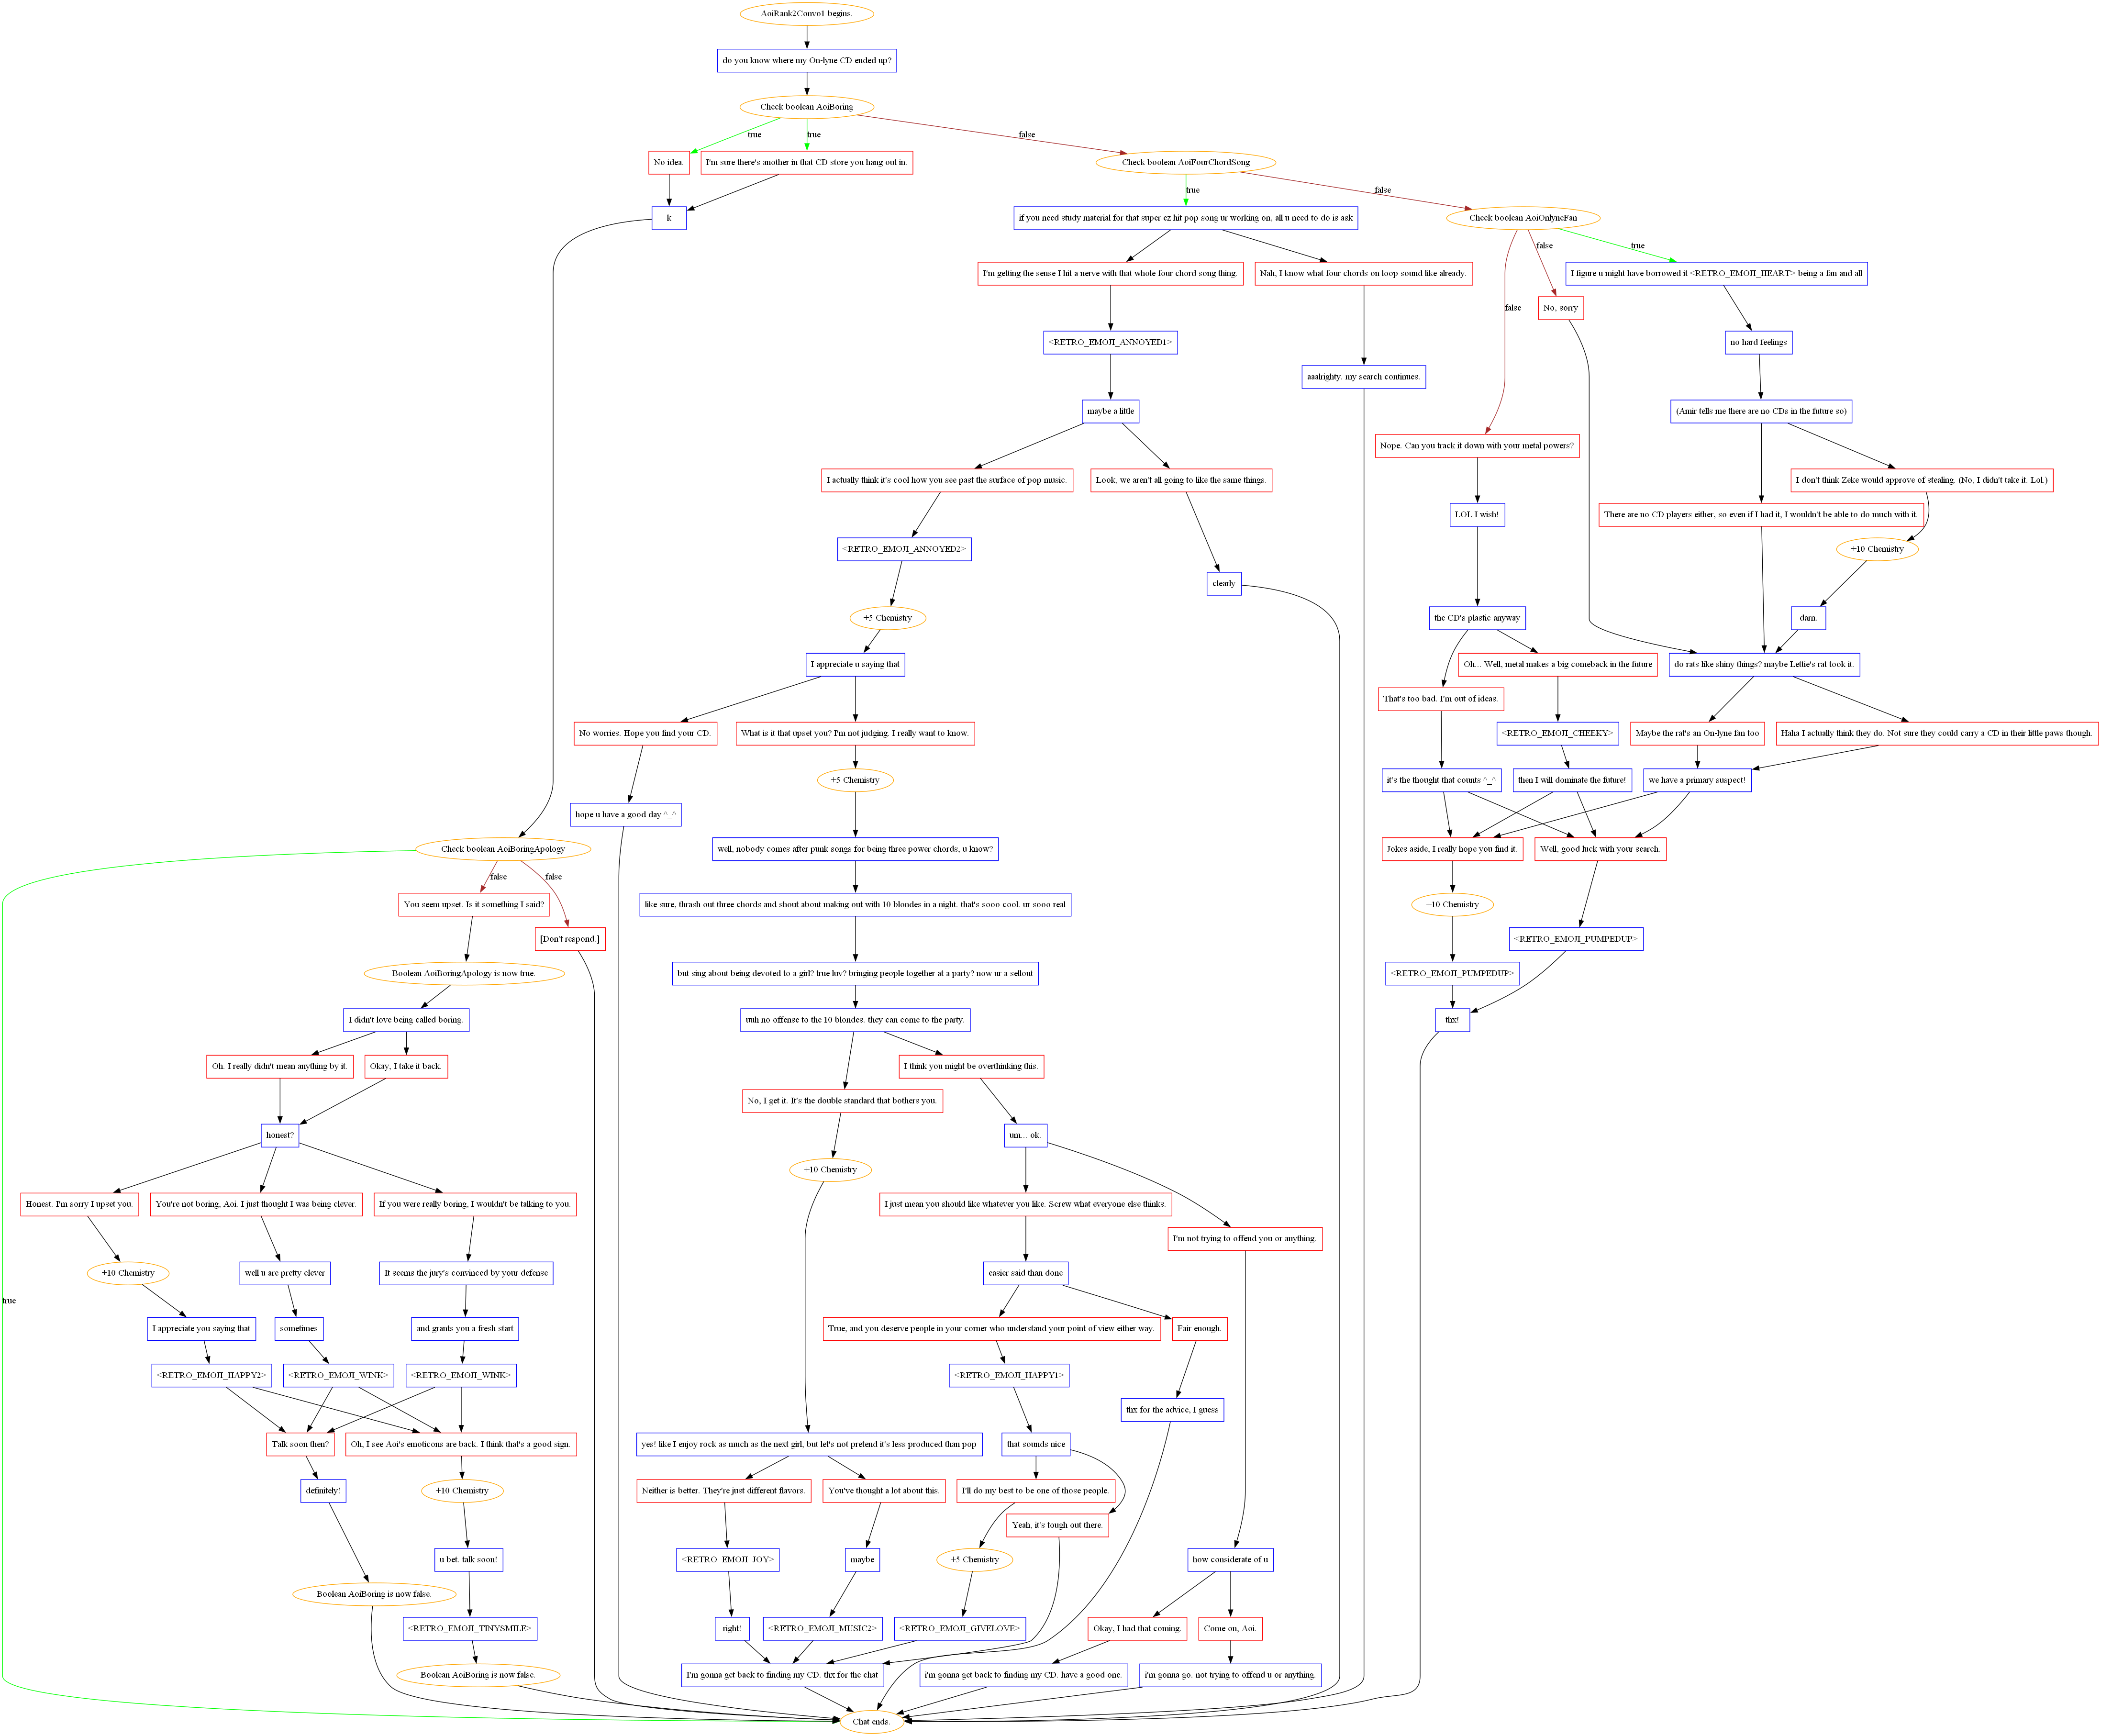 AoiRank2Convo1 begins.
do you know where my On-lyne CD ended up?
Check boolean AoiBoring
true
true
false
No idea.
I'm sure there's another in that CD store you hang out in.
Check boolean AoiFourChordSong
true
false
k
if you need study material for that super ez hit pop song ur working on, all u need to do is ask
Check boolean AoiOnlyneFan
false
true
false
I'm getting the sense I hit a nerve with that whole four chord song thing.
Nah, I know what four chords on loop sound like already.
I figure u might have borrowed it <RETRO_EMOJI_HEART> being a fan and all
No, sorry
<RETRO_EMOJI_ANNOYED1>
no hard feelings
aaalrighty. my search continues.
maybe a little
(Amir tells me there are no CDs in the future so)
Nope. Can you track it down with your metal powers?
I actually think it's cool how you see past the surface of pop music.
Look, we aren't all going to like the same things.
I don't think Zeke would approve of stealing. (No, I didn't take it. Lol.)
LOL I wish!
There are no CD players either, so even if I had it, I wouldn't be able to do much with it.
<RETRO_EMOJI_ANNOYED2>
+10 Chemistry
clearly
+5 Chemistry
the CD's plastic anyway
darn.
I appreciate u saying that
Oh... Well, metal makes a big comeback in the future
do rats like shiny things? maybe Lettie's rat took it.
That's too bad. I'm out of ideas.
No worries. Hope you find your CD.
What is it that upset you? I'm not judging. I really want to know.
<RETRO_EMOJI_CHEEKY>
Maybe the rat's an On-lyne fan too
Haha I actually think they do. Not sure they could carry a CD in their little paws though.
+5 Chemistry
it's the thought that counts ^_^
then I will dominate the future!
we have a primary suspect!
hope u have a good day ^_^
Check boolean AoiBoringApology
well, nobody comes after punk songs for being three power chords, u know?
Jokes aside, I really hope you find it.
Well, good luck with your search.
false
false
You seem upset. Is it something I said?
like sure, thrash out three chords and shout about making out with 10 blondes in a night. that's sooo cool. ur sooo real
+10 Chemistry
[Don't respond.]
<RETRO_EMOJI_PUMPEDUP>
Boolean AoiBoringApology is now true.
but sing about being devoted to a girl? true luv? bringing people together at a party? now ur a sellout
<RETRO_EMOJI_PUMPEDUP>
I didn't love being called boring.
uuh no offense to the 10 blondes. they can come to the party.
thx!
Oh. I really didn't mean anything by it.
Okay, I take it back.
I think you might be overthinking this.
No, I get it. It's the double standard that bothers you.
honest?
um... ok.
+10 Chemistry
Honest. I'm sorry I upset you.
You're not boring, Aoi. I just thought I was being clever.
If you were really boring, I wouldn't be talking to you.
I just mean you should like whatever you like. Screw what everyone else thinks.
I'm not trying to offend you or anything.
+10 Chemistry
well u are pretty clever
It seems the jury's convinced by your defense
easier said than done
true
I appreciate you saying that
sometimes
and grants you a fresh start
True, and you deserve people in your corner who understand your point of view either way.
Fair enough.
<RETRO_EMOJI_HAPPY2>
<RETRO_EMOJI_WINK>
<RETRO_EMOJI_WINK>
<RETRO_EMOJI_HAPPY1>
thx for the advice, I guess
Talk soon then?
Oh, I see Aoi's emoticons are back. I think that's a good sign.
yes! like I enjoy rock as much as the next girl, but let's not pretend it's less produced than pop
that sounds nice
definitely!
+10 Chemistry
Neither is better. They're just different flavors.
You've thought a lot about this.
I'll do my best to be one of those people.
Yeah, it's tough out there.
u bet. talk soon!
<RETRO_EMOJI_JOY>
maybe
+5 Chemistry
how considerate of u
Boolean AoiBoring is now false.
<RETRO_EMOJI_TINYSMILE>
right!
<RETRO_EMOJI_MUSIC2>
<RETRO_EMOJI_GIVELOVE>
Okay, I had that coming.
Come on, Aoi.
Boolean AoiBoring is now false.
I'm gonna get back to finding my CD. thx for the chat
i'm gonna get back to finding my CD. have a good one.
i'm gonna go. not trying to offend u or anything.
Chat ends.